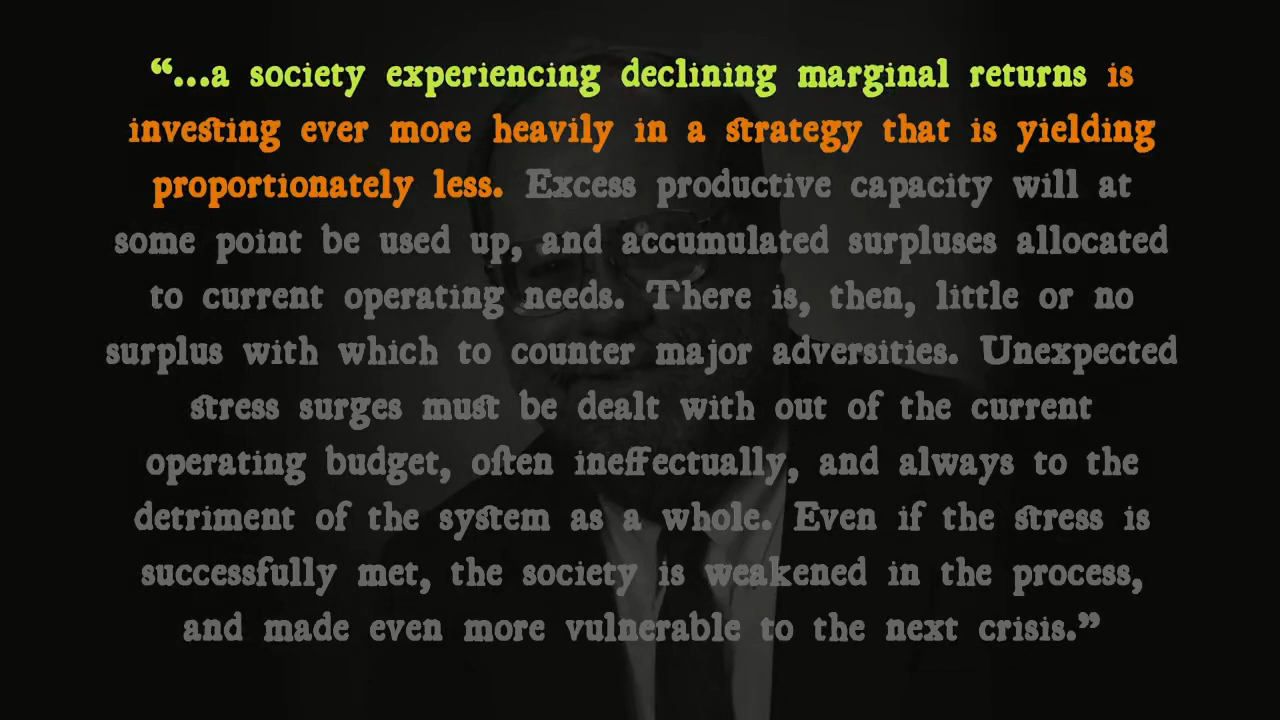 “...a society experiencing declining marginal returns is
investing ever more heavily in a strategy that is yielding
proportionately less. Excess productive capacity will at
some point be used up, and accumulated surpluses allocated
to current operating needs. There is, then, little or no
surplus with which to counter major adversities. Unexpected
stress surges must be dealt with out of the current
operating budget, often ineffectually, and always to the
detriment of the system as a whole. Even if the stress is
successfully met, the society is weakened in the process,
and made even more vulnerable to the next crisis.”